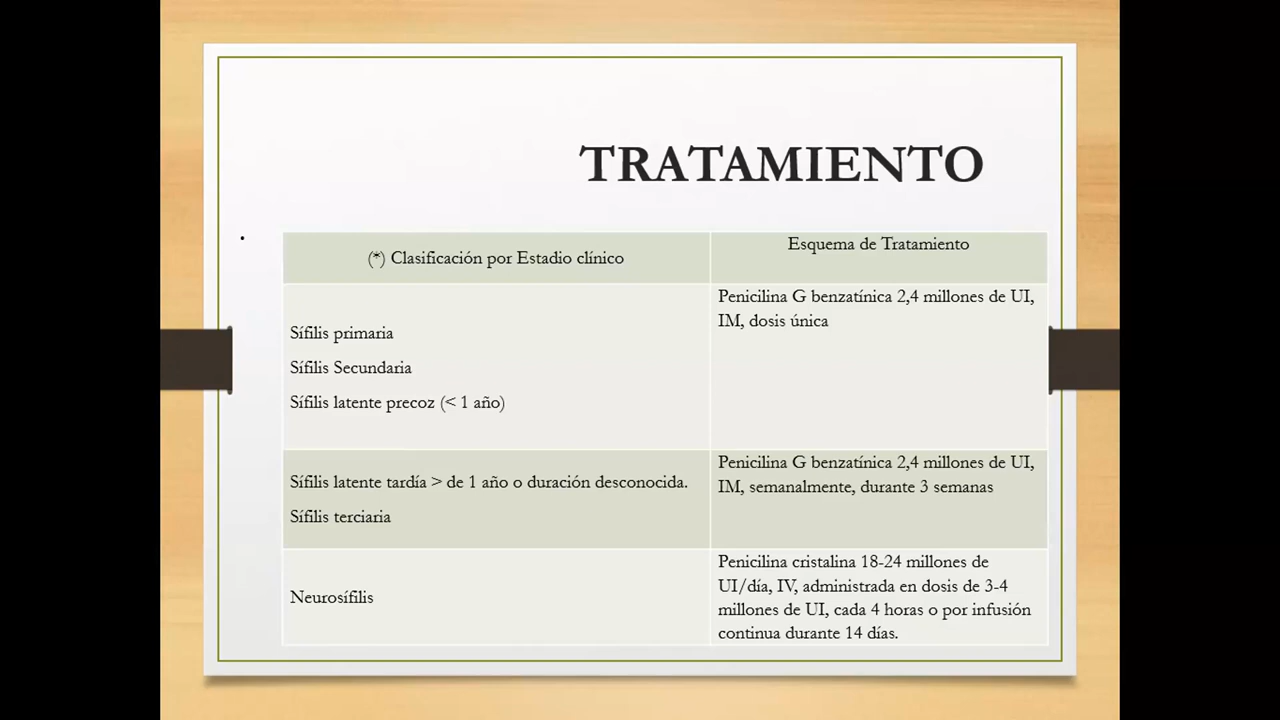 TRATAMIENTO
(*) Clasificación por Estadio clínico
Esquema de Tratamiento
Sífilis primaria
Sífilis Secundaria
Sífilis latente precoz (< 1 año)
Penicilina G benzatínica 2,4 millones de UI,
IM, dosis única
Sífilis latente tardía > de 1 año o duración desconocida.
Sífilis terciaria
Penicilina G benzatínica 2,4 millones de UI,
IM, semanalmente, durante 3 semanas
Neurosífilis
Penicilina cristalina 18-24 millones de
UI/día, IV, administrada en dosis de 3-4
millones de UI, cada 4 horas o por infusión
continua durante 14 días.